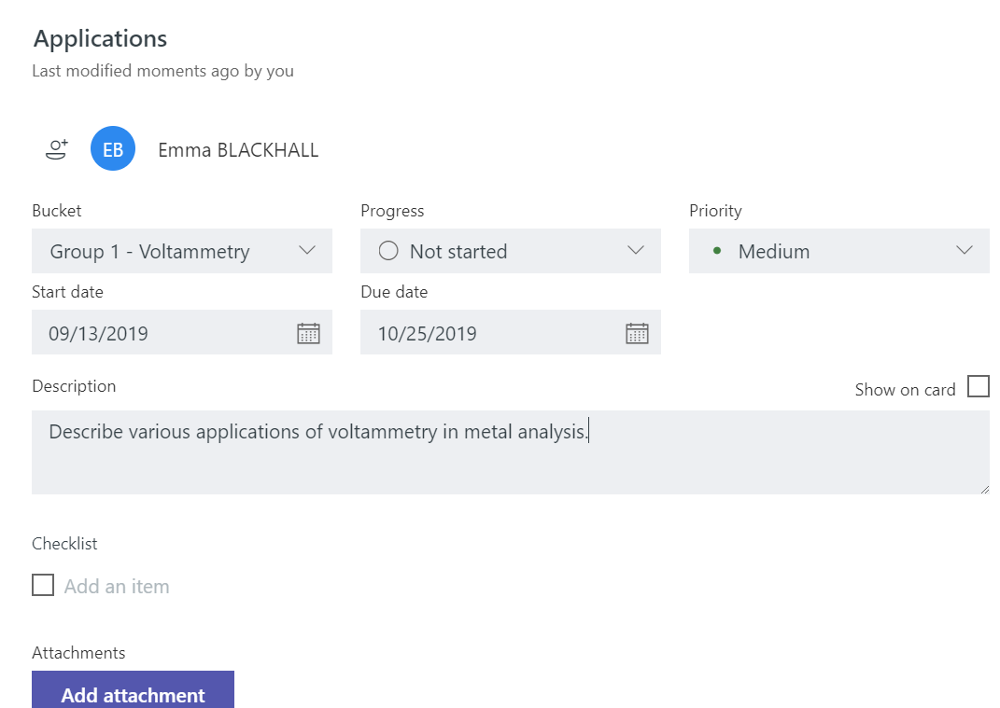 Applications
Last modified moments ago by you
EB Emma BLACKHALL
Bucket Progress Priority
Group 1 - Voltammetry Not started Medium
Start date Due date
09/13/2019 10/25/2019
Description Show on card
Describe various applications of voltammetry in metal analysis.
Checklist
Add an item
Attachments
Add attachment